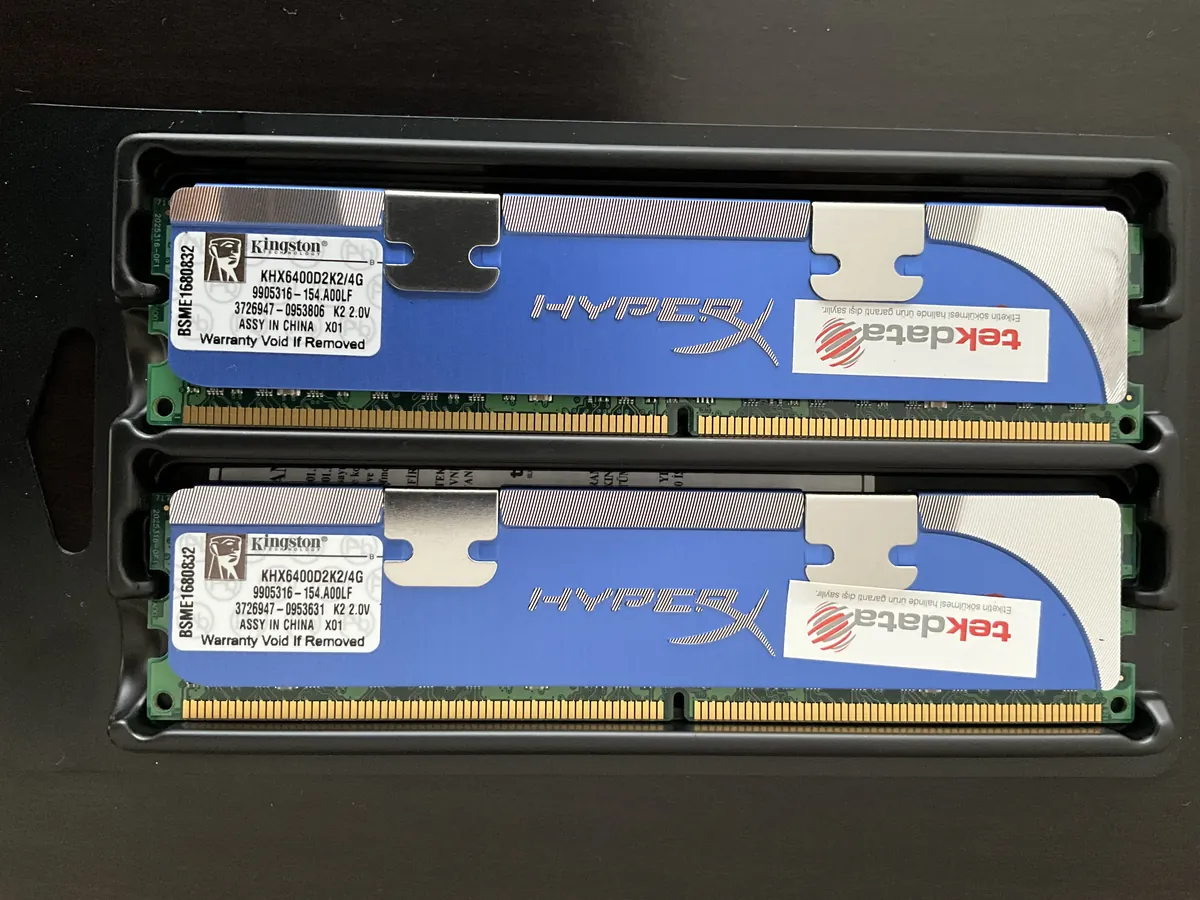 BSME1680832
Kingston®
TECHNOLOGY
B
KHX6400D2K2/4G
9905316-154.A00LF
3726947-0953806 K2 2.0V
ASSY IN CHINA X01
Warranty Void If Removed
HYPERX
tekdata
Etiketin sökülmesi halinde ürün garanti dışı sayılır.
BSME1680832
Kingston®
TECHNOLOGY
B
KHX6400D2K2/4G
9905316-154.A00LF
3726947-0953631 K2 2.0V
ASSY IN CHINA X01
Warranty Void If Removed
HYPERX
tekdata
Etiketin sökülmesi halinde ürün garanti dışı sayılır.